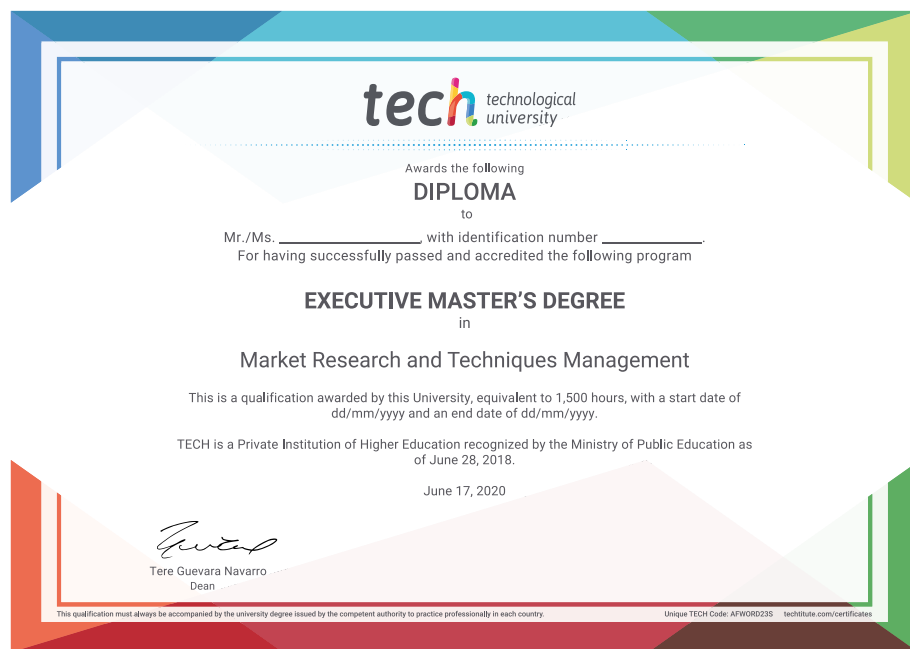 tech technological
university
Awards the following
DIPLOMA
to
Mr./Ms. ____________________, with identification number ______________.
For having successfully passed and accredited the following program
EXECUTIVE MASTER'S DEGREE
in
Market Research and Techniques Management
This is a qualification awarded by this University, equivalent to 1,500 hours, with a start date of
dd/mm/yyyy and an end date of dd/mm/yyyy.
TECH is a Private Institution of Higher Education recognized by the Ministry of Public Education as
of June 28, 2018.
June 17, 2020
Tere Guevara Navarro
Dean
This qualification must always be accompanied by the university degree issued by the competent authority to practice professionally in each country. Unique TECH Code: AFWORD23S techtitute.com/certificates